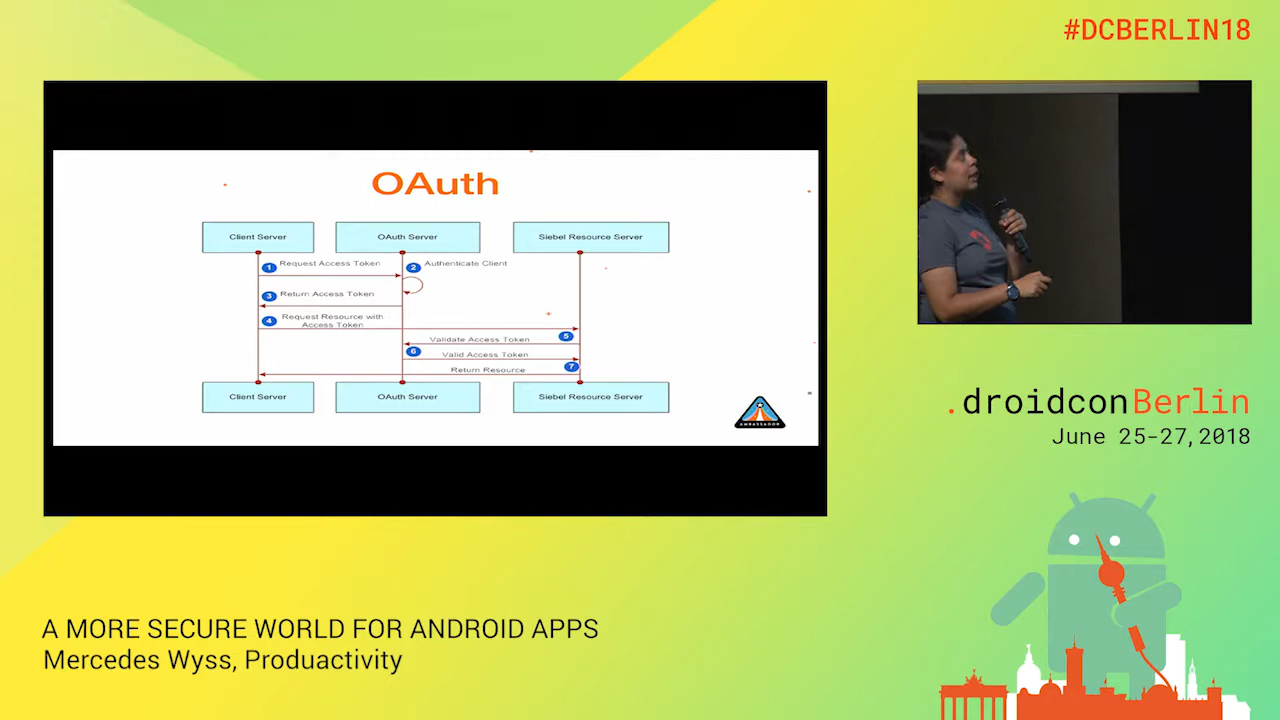 #DCBERLIN18
OAuth
Client Server
OAuth Server
Siebel Resource Server
1 Request Access Token
2 Authenticate Client
3 Return Access Token
4 Request Resource with
Access Token
5
Validate Access Token
6
Valid Access Token
7
Return Resource
Client Server
OAuth Server
Siebel Resource Server
AMBASSADOR
.droidconBerlin
June 25-27,2018
A MORE SECURE WORLD FOR ANDROID APPS
Mercedes Wyss, Produactivity